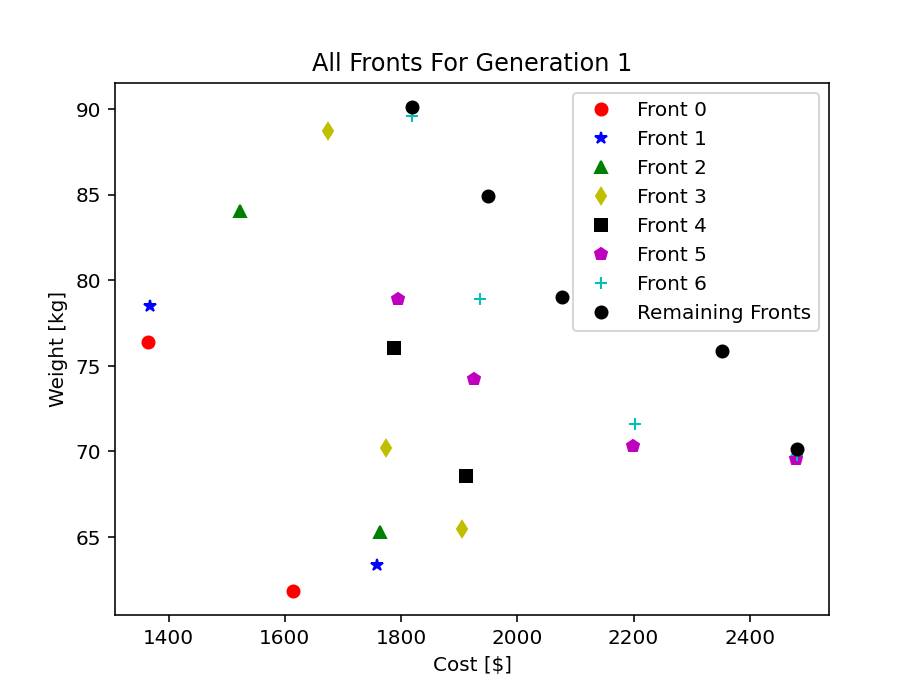 All Fronts For Generation 1
90
85
80
75
70
65
Weight [kg]
1400 1600 1800 2000 2200 2400
Cost [$]
Front 0
Front 1
Front 2
Front 3
Front 4
Front 5
Front 6
Remaining Fronts